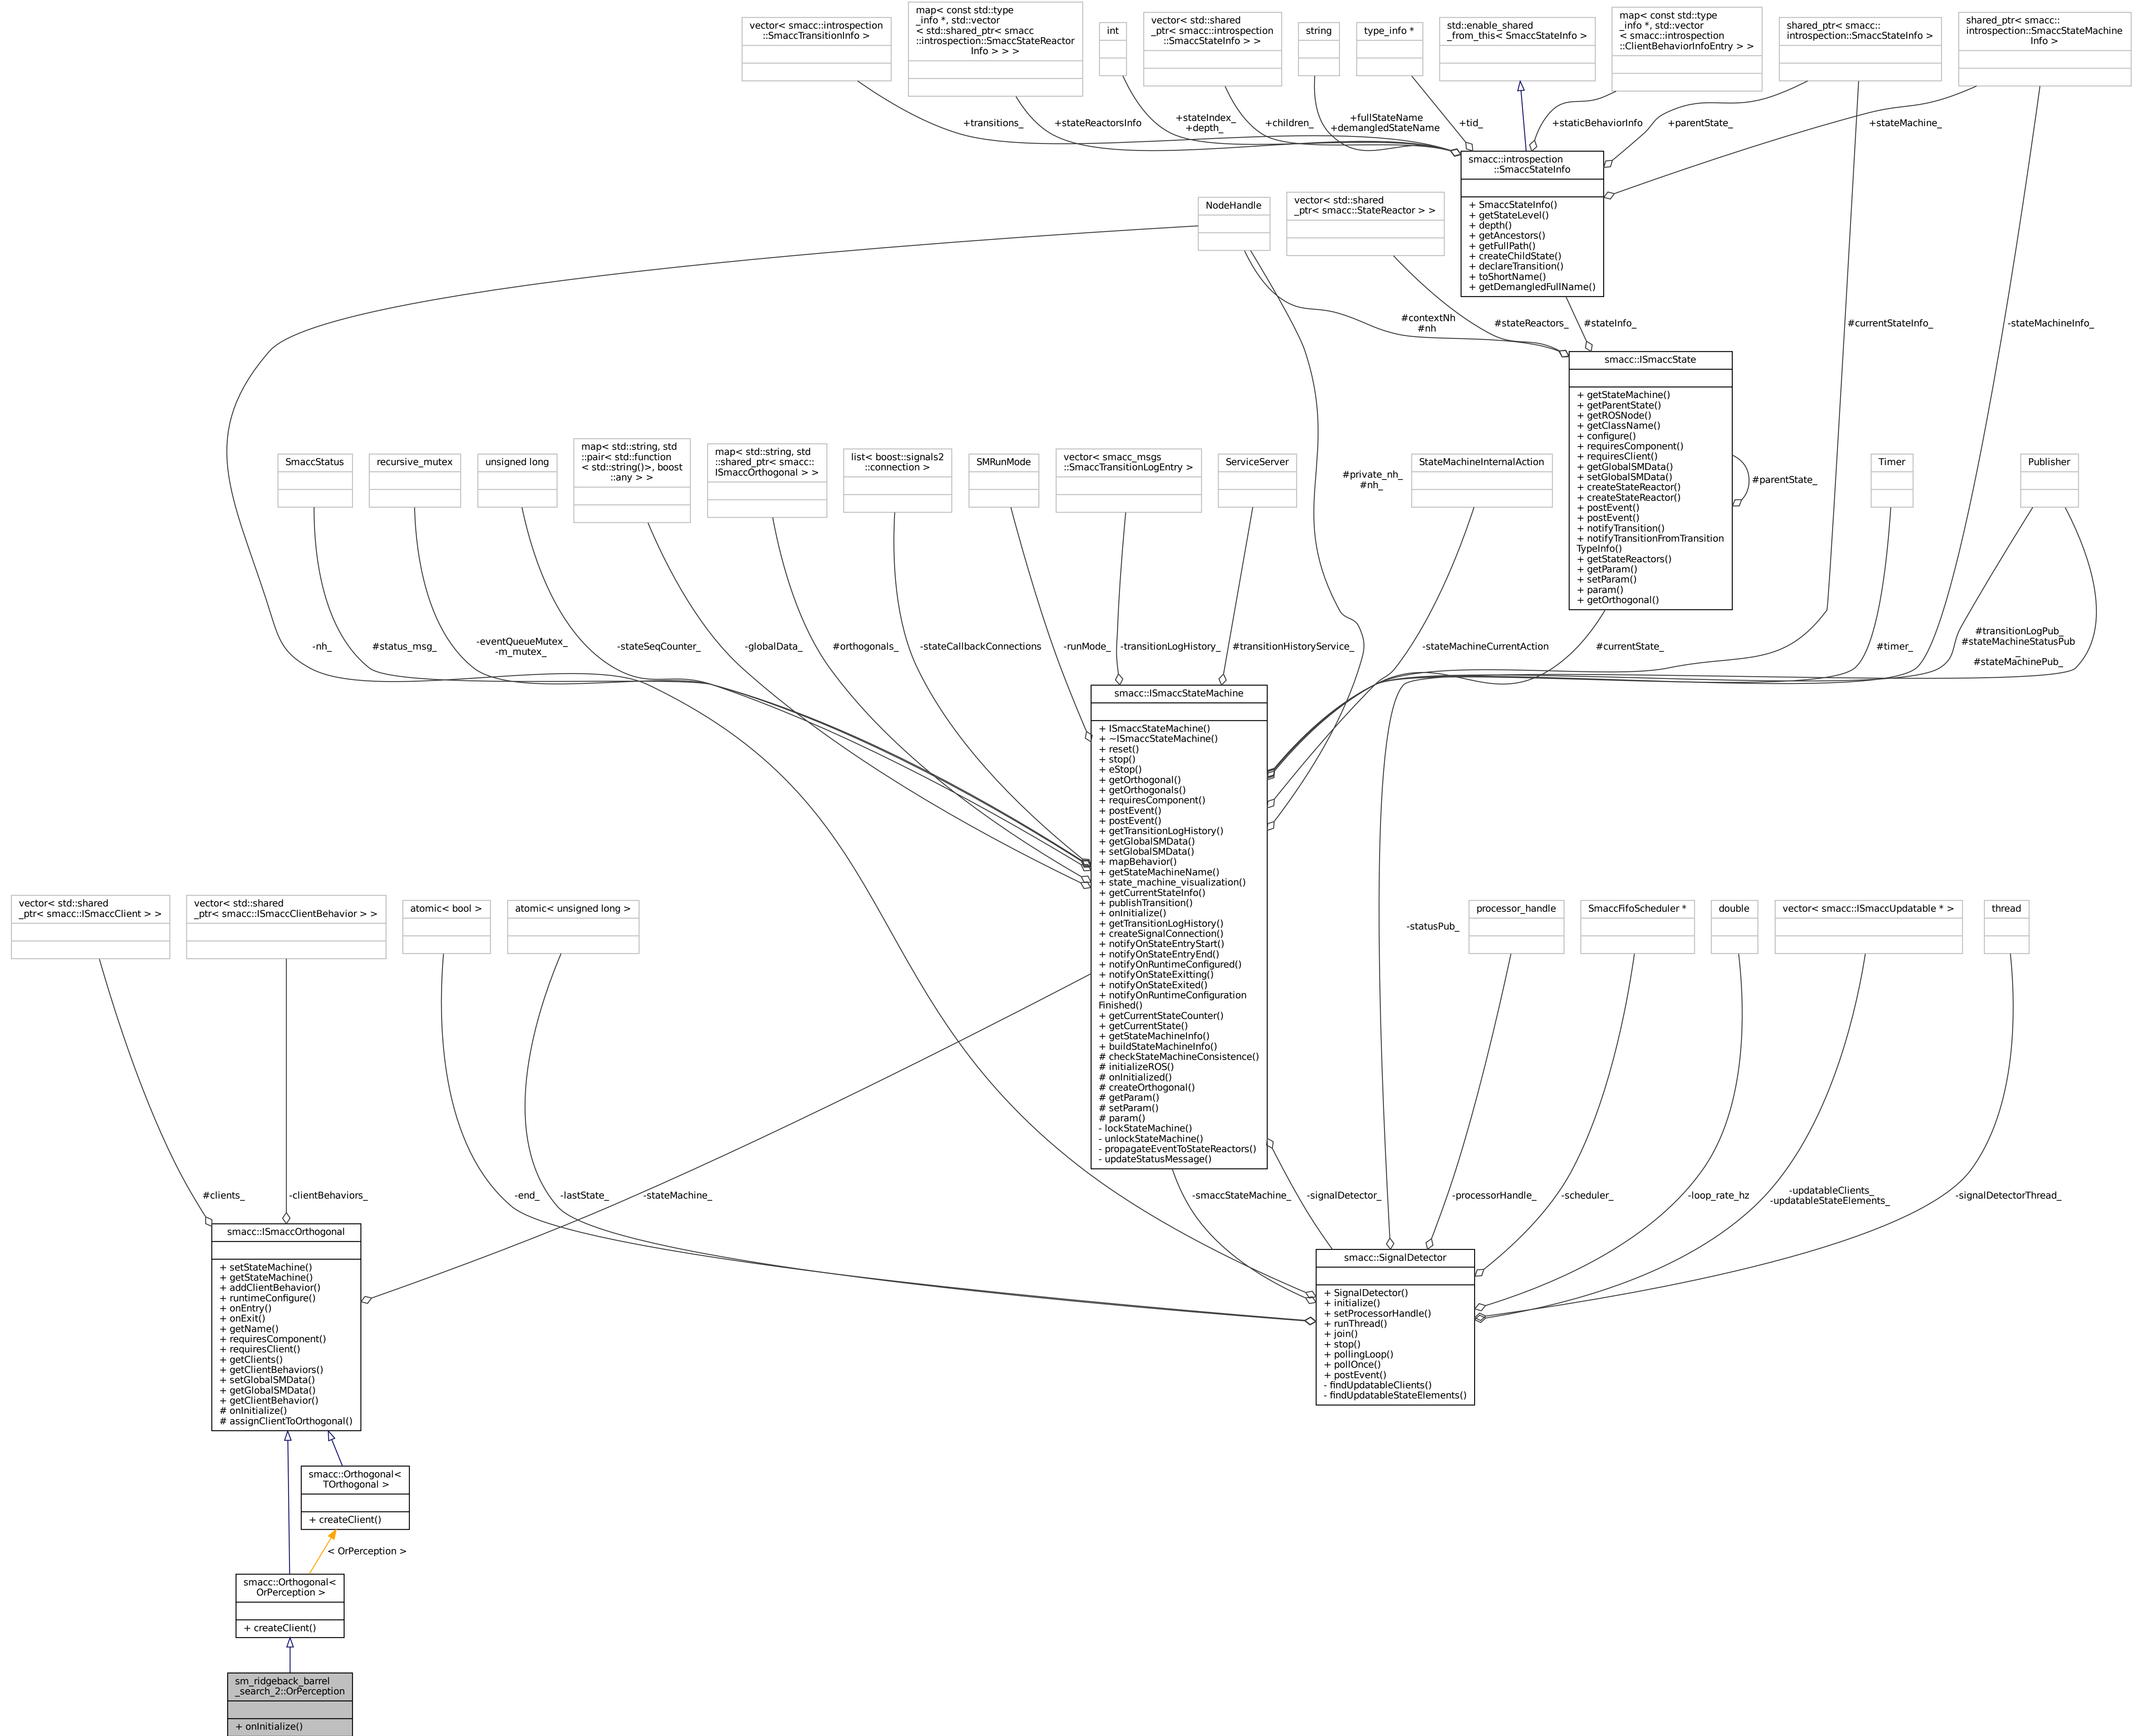 vector< smacc::introspection
::SmaccTransitionInfo >
map< const std::type
_info *, std::vector
< std::shared_ptr< smacc
::introspection::SmaccStateReactor
Info > > >
int
vector< std::shared
_ptr< smacc::introspection
::SmaccStateInfo > >
string
type_info *
std::enable_shared
_from_this< SmaccStateInfo >
map< const std::type
_info *, std::vector
< smacc::introspection
::ClientBehaviorInfoEntry > >
shared_ptr< smacc::
introspection::SmaccStateInfo >
shared_ptr< smacc::
introspection::SmaccStateMachine
Info >
+transitions_
+stateReactorsInfo
+stateIndex_
+depth_
+children_
+fullStateName
+demangledStateName
+tid_
+staticBehaviorInfo
+parentState_
+stateMachine_
smacc::introspection
::SmaccStateInfo
+ SmaccStateInfo()
+ getStateLevel()
+ depth()
+ getAncestors()
+ getFullPath()
+ createChildState()
+ declareTransition()
+ toShortName()
+ getDemangledFullName()
NodeHandle
vector< std::shared
_ptr< smacc::StateReactor > >
#contextNh
#nh
#stateReactors_
#stateInfo_
#currentStateInfo_
-stateMachineInfo_
smacc::ISmaccState
+ getStateMachine()
+ getParentState()
+ getROSNode()
+ getClassName()
+ configure()
+ requiresComponent()
+ requiresClient()
+ getGlobalSMData()
+ setGlobalSMData()
+ createStateReactor()
+ createStateReactor()
+ postEvent()
+ postEvent()
+ notifyTransition()
+ notifyTransitionFromTransition
TypeInfo()
+ getStateReactors()
+ getParam()
+ setParam()
+ param()
+ getOrthogonal()
#parentState_
SmaccStatus
recursive_mutex
unsigned long
map< std::string, std
::pair< std::function
< std::string()>, boost
::any > >
map< std::string, std
::shared_ptr< smacc::
ISmaccOrthogonal > >
list< boost::signals2
::connection >
SMRunMode
vector< smacc_msgs
::SmaccTransitionLogEntry >
ServiceServer
#private_nh_
#nh_
StateMachineInternalAction
Timer
Publisher
-nh_
#status_msg_
-eventQueueMutex_
-m_mutex_
-stateSeqCounter_
-globalData_
#orthogonals_
-stateCallbackConnections
-runMode_
-transitionLogHistory_
#transitionHistoryService_
-stateMachineCurrentAction
#currentState_
#timer_
#transitionLogPub_
#stateMachineStatusPub
_
#stateMachinePub_
smacc::ISmaccStateMachine
+ ISmaccStateMachine()
+ ~ISmaccStateMachine()
+ reset()
+ stop()
+ eStop()
+ getOrthogonal()
+ getOrthogonals()
+ requiresComponent()
+ postEvent()
+ postEvent()
+ getTransitionLogHistory()
+ getGlobalSMData()
+ setGlobalSMData()
+ mapBehavior()
+ getStateMachineName()
+ state_machine_visualization()
+ getCurrentStateInfo()
+ publishTransition()
+ onInitialize()
+ getTransitionLogHistory()
+ createSignalConnection()
+ notifyOnStateEntryStart()
+ notifyOnStateEntryEnd()
+ notifyOnRuntimeConfigured()
+ notifyOnStateExitting()
+ notifyOnStateExited()
+ notifyOnRuntimeConfiguration
Finished()
+ getCurrentStateCounter()
+ getCurrentState()
+ getStateMachineInfo()
+ buildStateMachineInfo()
# checkStateMachineConsistence()
# initializeROS()
# onInitialized()
# createOrthogonal()
# getParam()
# setParam()
# param()
- lockStateMachine()
- unlockStateMachine()
- propagateEventToStateReactors()
- updateStatusMessage()
vector< std::shared
_ptr< smacc::ISmaccClient > >
vector< std::shared
_ptr< smacc::ISmaccClientBehavior > >
atomic< bool >
atomic< unsigned long >
-statusPub_
processor_handle
SmaccFifoScheduler *
double
vector< smacc::ISmaccUpdatable * >
thread
#clients_
-clientBehaviors_
-end_
-lastState_
-stateMachine_
-smaccStateMachine_
-signalDetector_
-processorHandle_
-scheduler_
-loop_rate_hz
-updatableClients_
-updatableStateElements_
-signalDetectorThread_
smacc::ISmaccOrthogonal
+ setStateMachine()
+ getStateMachine()
+ addClientBehavior()
+ runtimeConfigure()
+ onEntry()
+ onExit()
+ getName()
+ requiresComponent()
+ requiresClient()
+ getClients()
+ getClientBehaviors()
+ setGlobalSMData()
+ getGlobalSMData()
+ getClientBehavior()
# onInitialize()
# assignClientToOrthogonal()
smacc::SignalDetector
+ SignalDetector()
+ initialize()
+ setProcessorHandle()
+ runThread()
+ join()
+ stop()
+ pollingLoop()
+ pollOnce()
+ postEvent()
- findUpdatableClients()
- findUpdatableStateElements()
smacc::Orthogonal<
TOrthogonal >
+ createClient()
< OrPerception >
smacc::Orthogonal<
OrPerception >
+ createClient()
sm_ridgeback_barrel
_search_2::OrPerception
+ onInitialize()